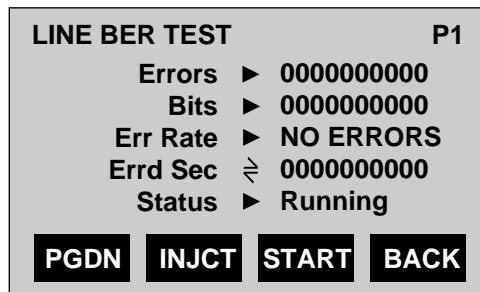 LINE BER TEST P1
Errors ► 0000000000
Bits ► 0000000000
Err Rate ► NO ERRORS
Errd Sec ⇌ 0000000000
Status ► Running
PGDN INJCT START BACK